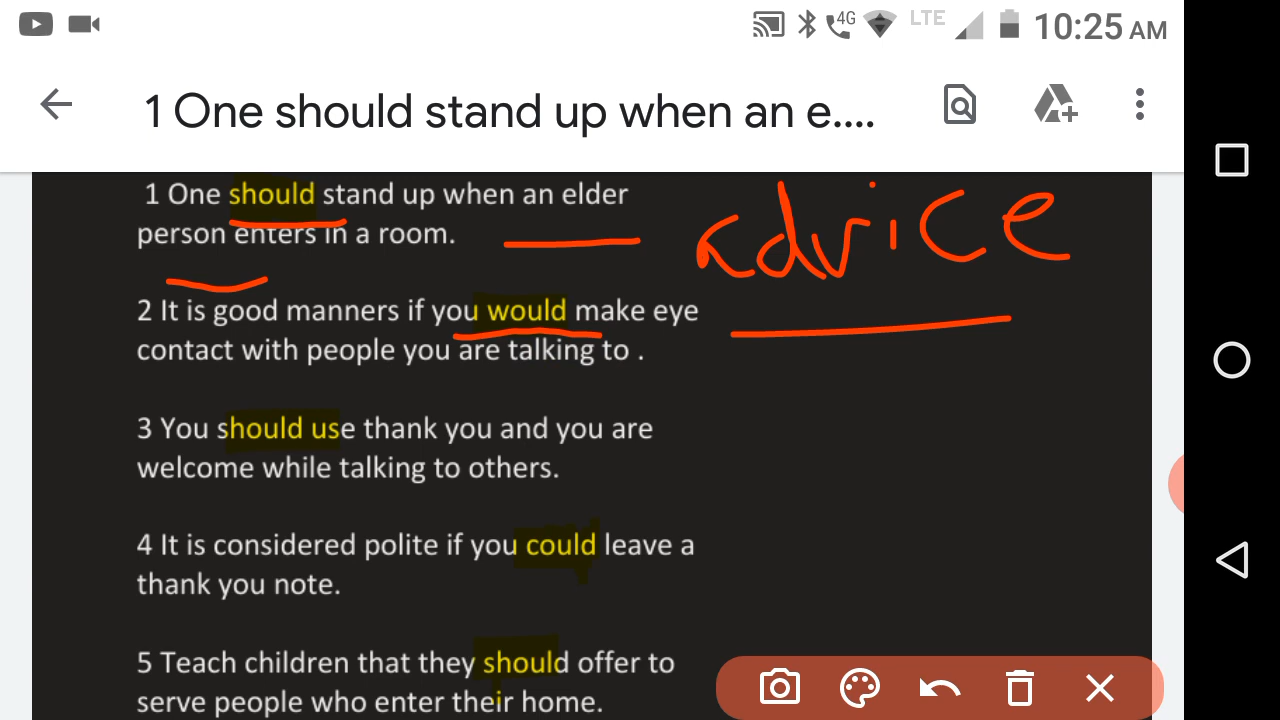 LTE 4G 10:25 AM
1 One should stand up when an e....
1 One should stand up when an elder
person enters in a room.
advice
2 It is good manners if you would make eye
contact with people you are talking to .
3 You should use thank you and you are
welcome while talking to others.
4 It is considered polite if you could leave a
thank you note.
5 Teach children that they should offer to
serve people who enter their home.